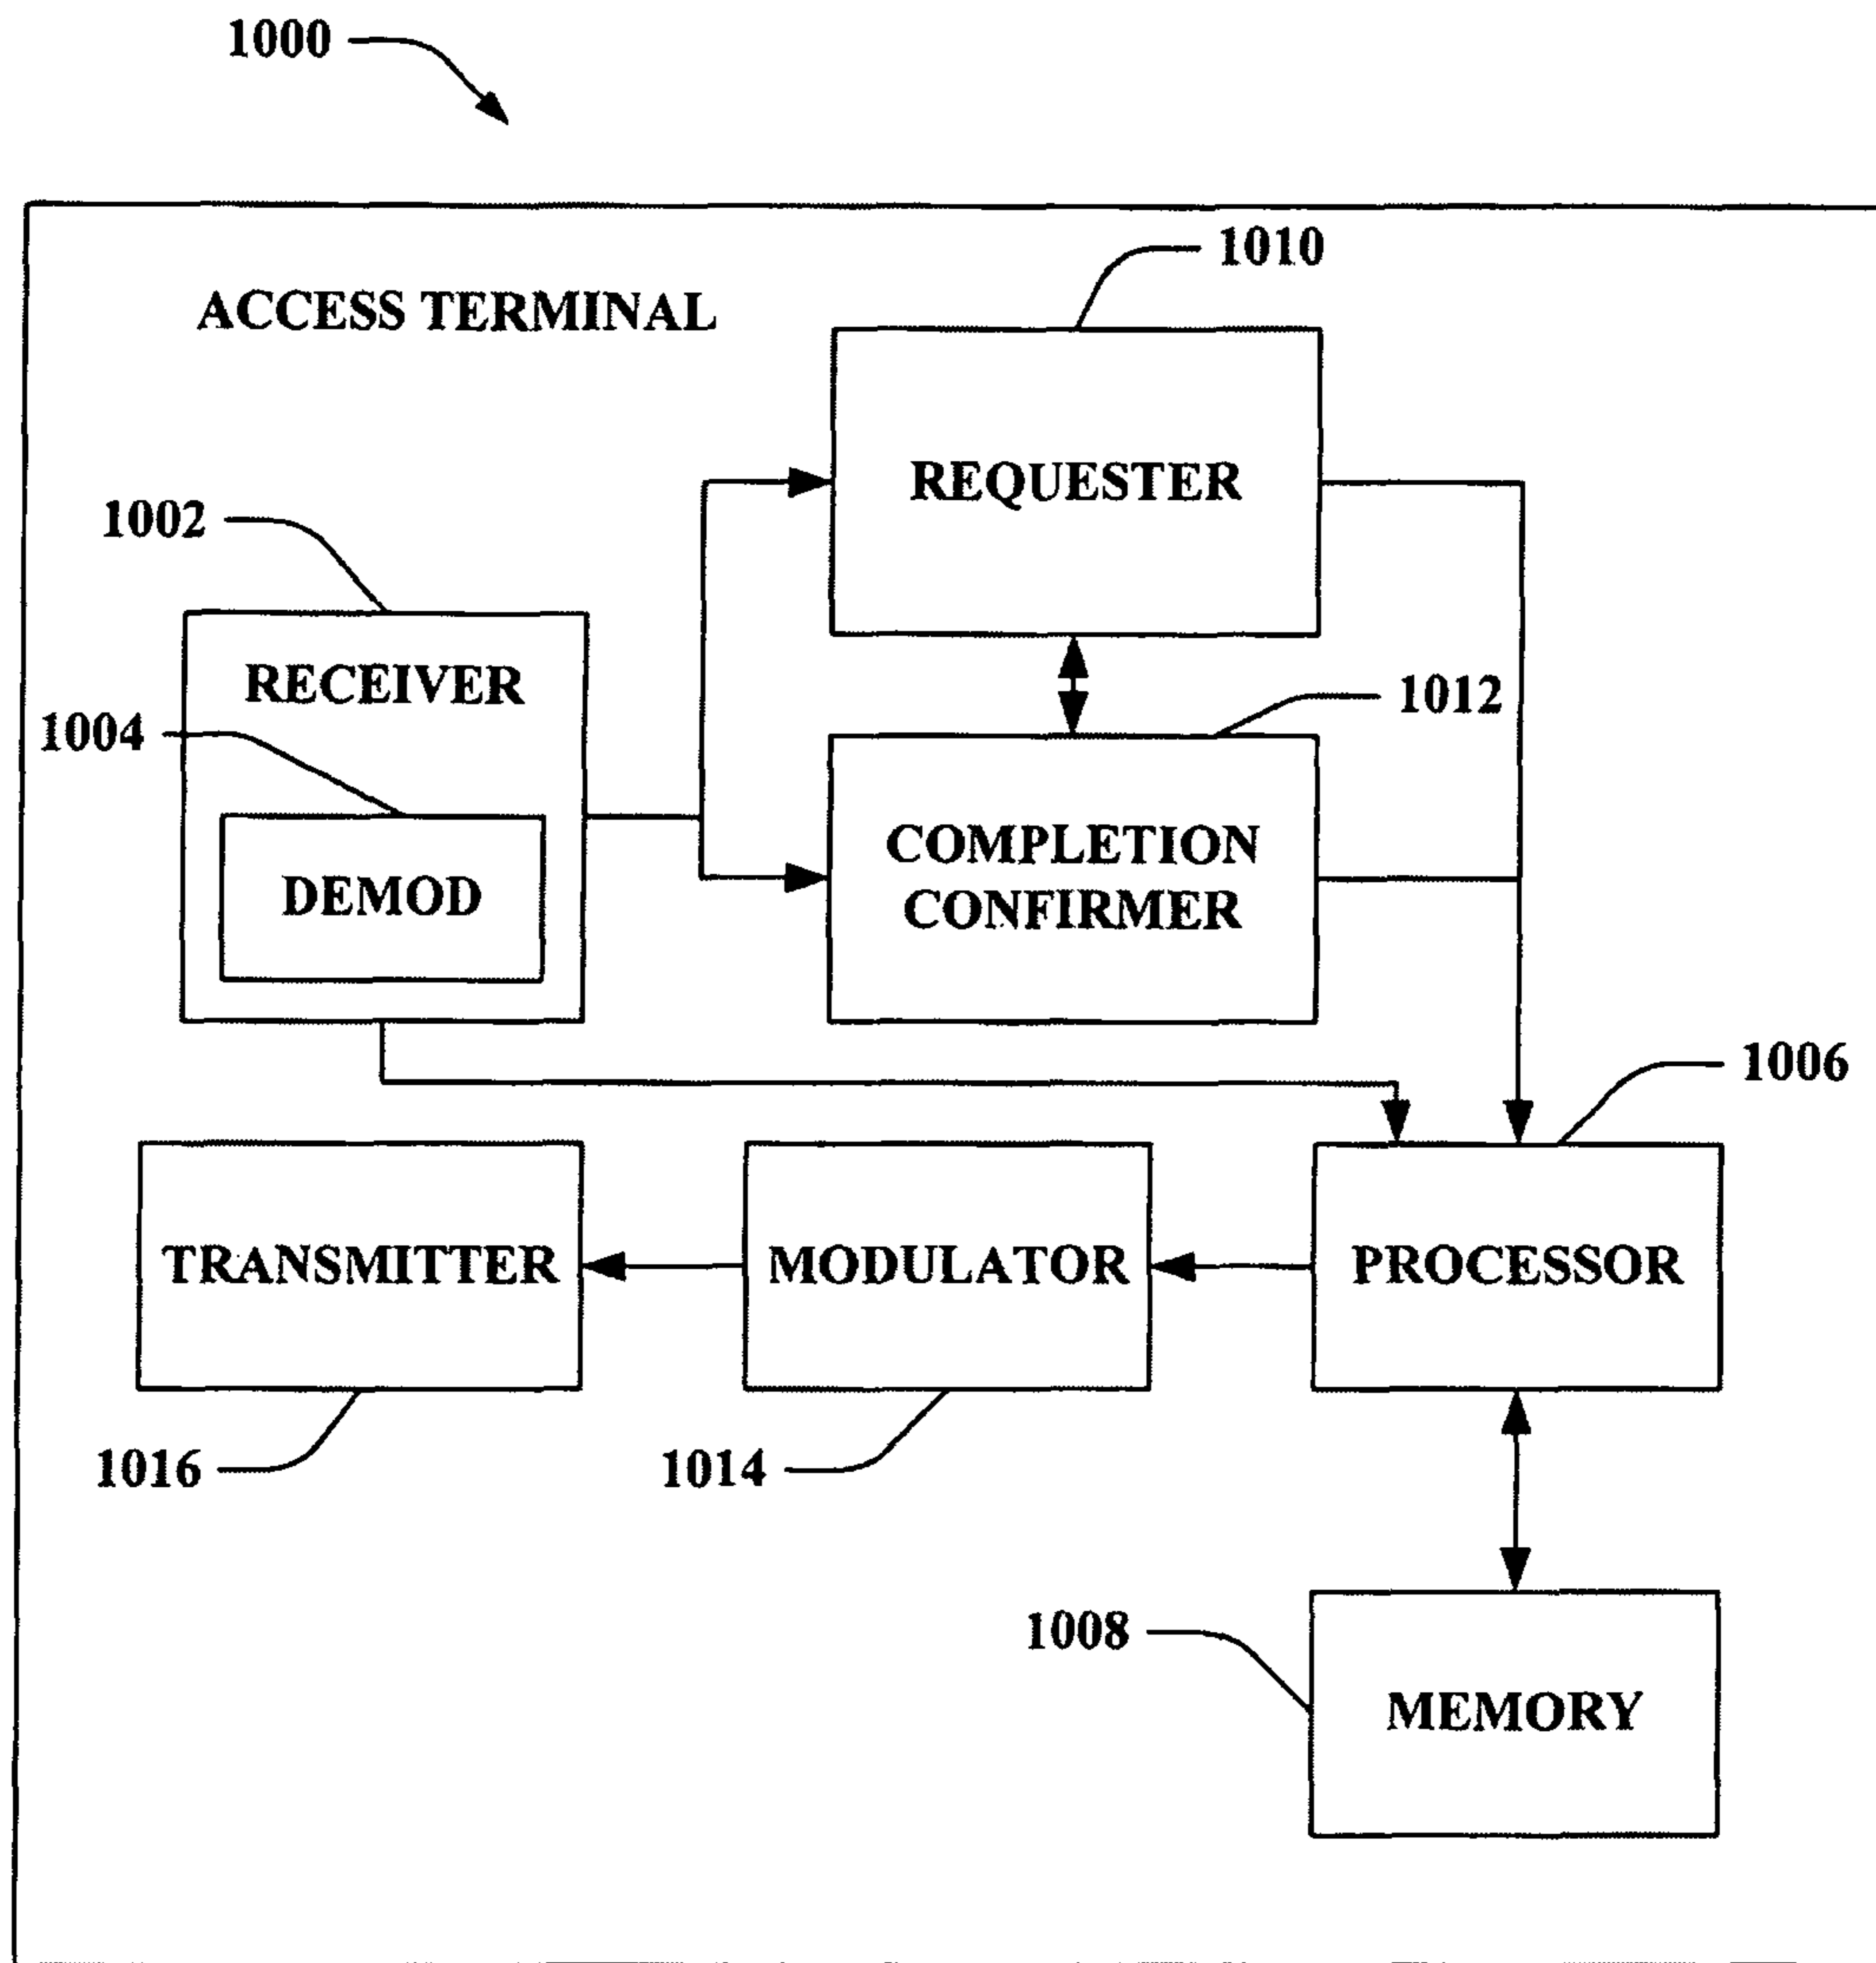 1000
1010
ACCESS TERMINAL
REQUESTER
1002
RECEIVER
1012
1004
COMPLETION
CONFIRMER
DEMOD
1006
TRANSMITTER
MODULATOR
PROCESSOR
1016
1014
1008
MEMORY